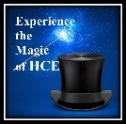 Experience
the
Magic
of HCE